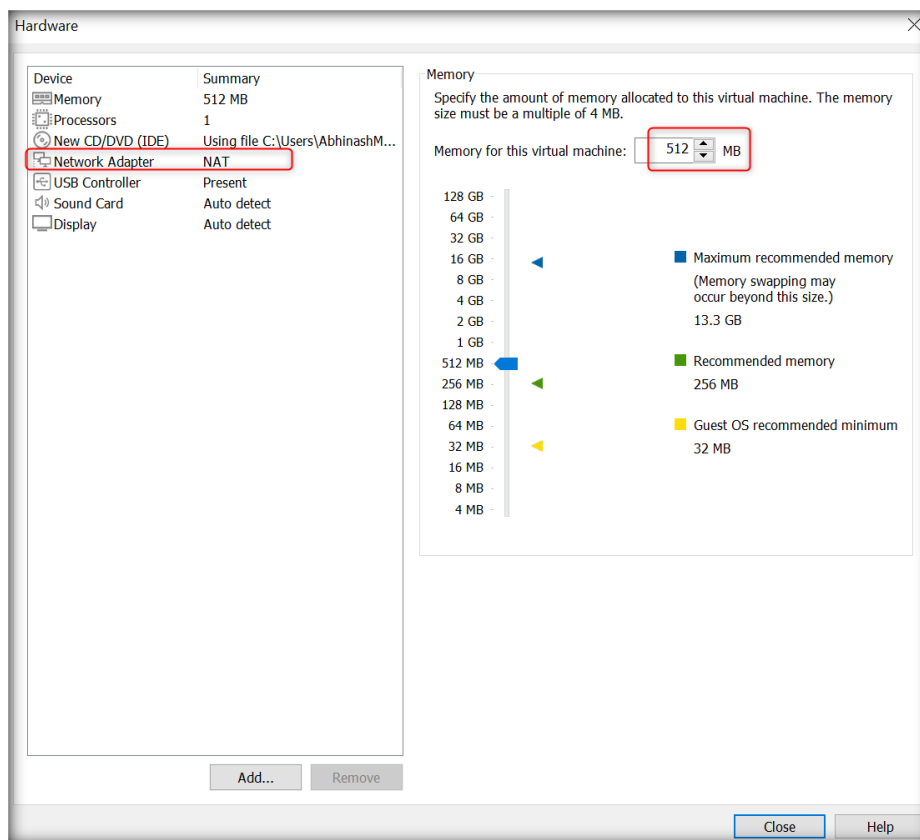 Hardware
Device Summary
Memory 512 MB
Processors 1
New CD/DVD (IDE) Using file C:\Users\AbhinashM...
Network Adapter NAT
USB Controller Present
Sound Card Auto detect
Display Auto detect
Add... Remove
Memory
Specify the amount of memory allocated to this virtual machine. The memory
size must be a multiple of 4 MB.
Memory for this virtual machine: 512 MB
128 GB
64 GB
32 GB
16 GB
8 GB
4 GB
2 GB
1 GB
512 MB
256 MB
128 MB
64 MB
32 MB
16 MB
8 MB
4 MB
Maximum recommended memory
(Memory swapping may
occur beyond this size.)
13.3 GB
Recommended memory
256 MB
Guest OS recommended minimum
32 MB
Close Help